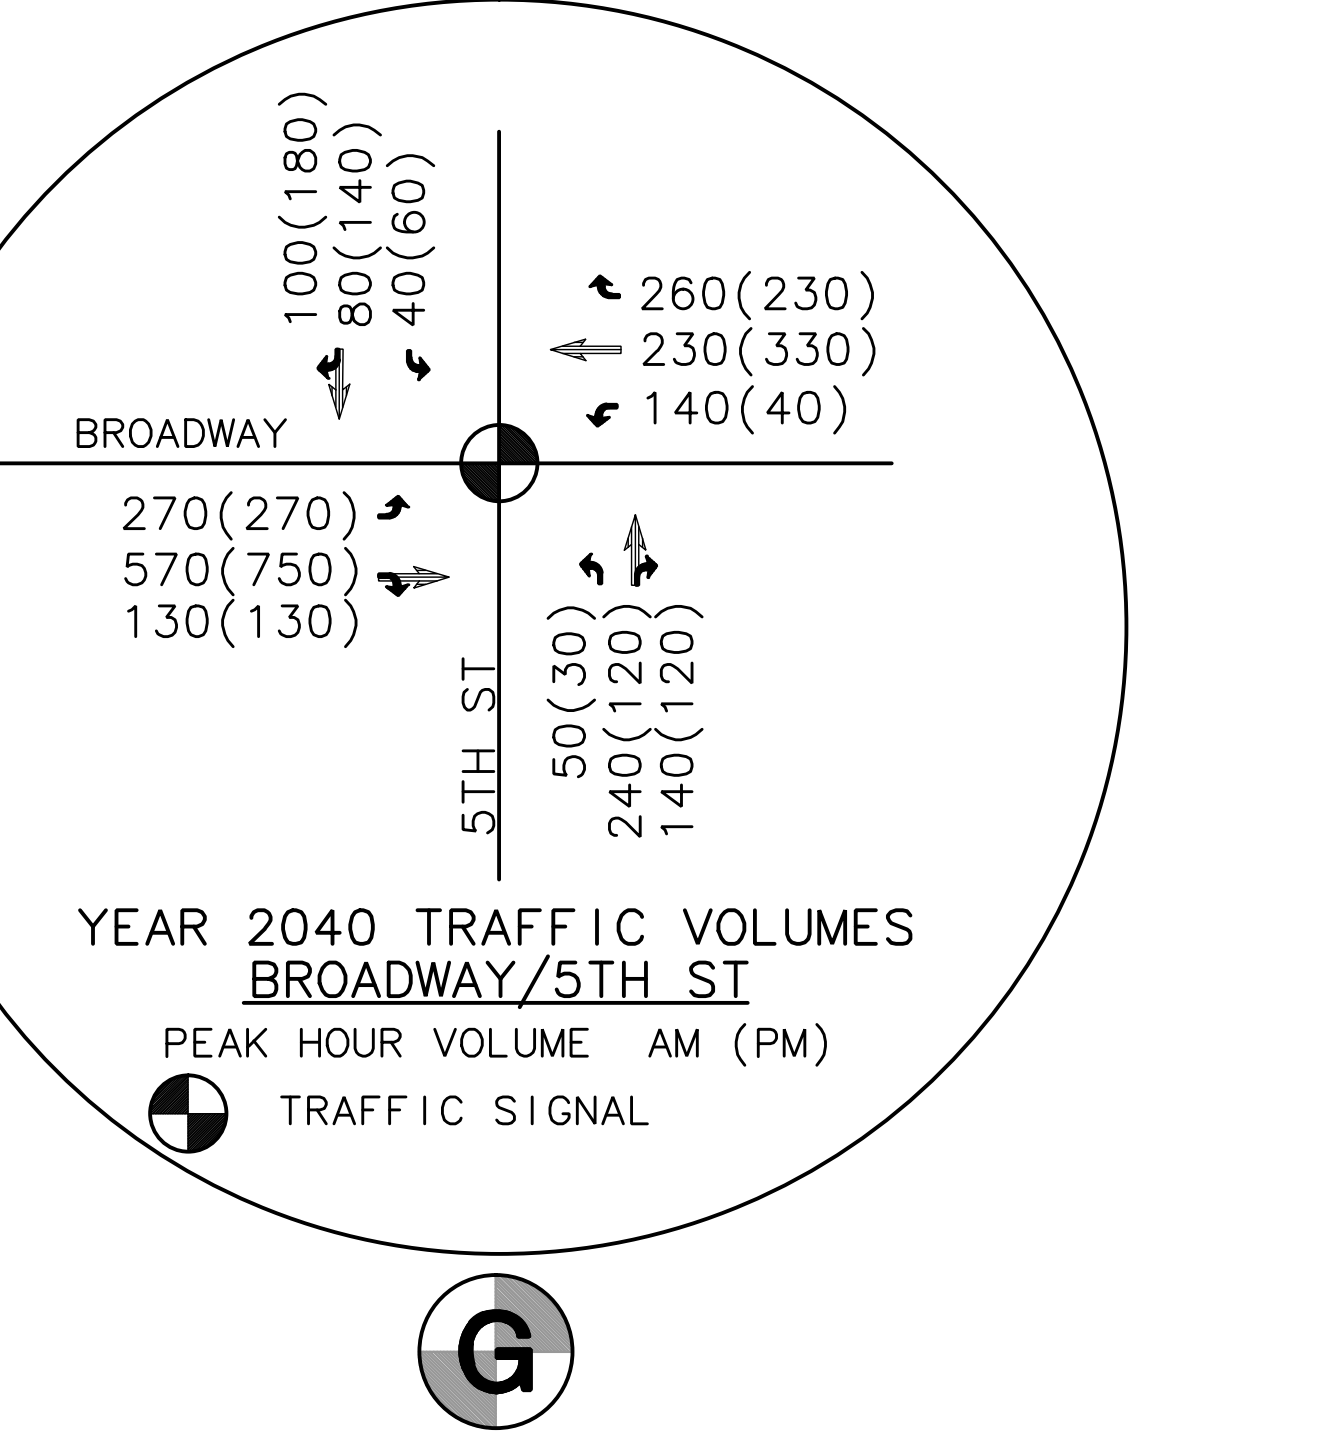 100(180)
80(140)
40(60)
260(230)
230(330)
140(40)
BROADWAY
270(270)
570(750)
130(130)
5TH ST
50(30)
240(120)
140(120)
YEAR 2040 TRAFFIC VOLUMES
BROADWAY/5TH ST
PEAK HOUR VOLUME AM (PM)
TRAFFIC SIGNAL
G